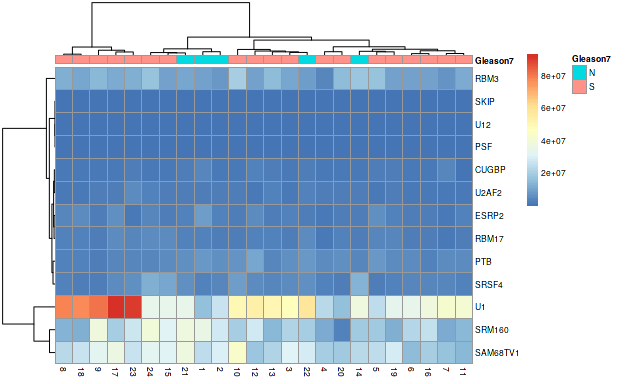 Gleason7
RBM3
SKIP
U12
PSF
CUGBP
U2AF2
ESRP2
RBM17
PTB
SRSF4
U1
SRM160
SAM68TV1
8 18 9 17 23 24 15 21 1 2 10 12 13 3 22 4 20 14 5 19 6 16 7 11
8e+07
6e+07
4e+07
2e+07
Gleason7
N
S